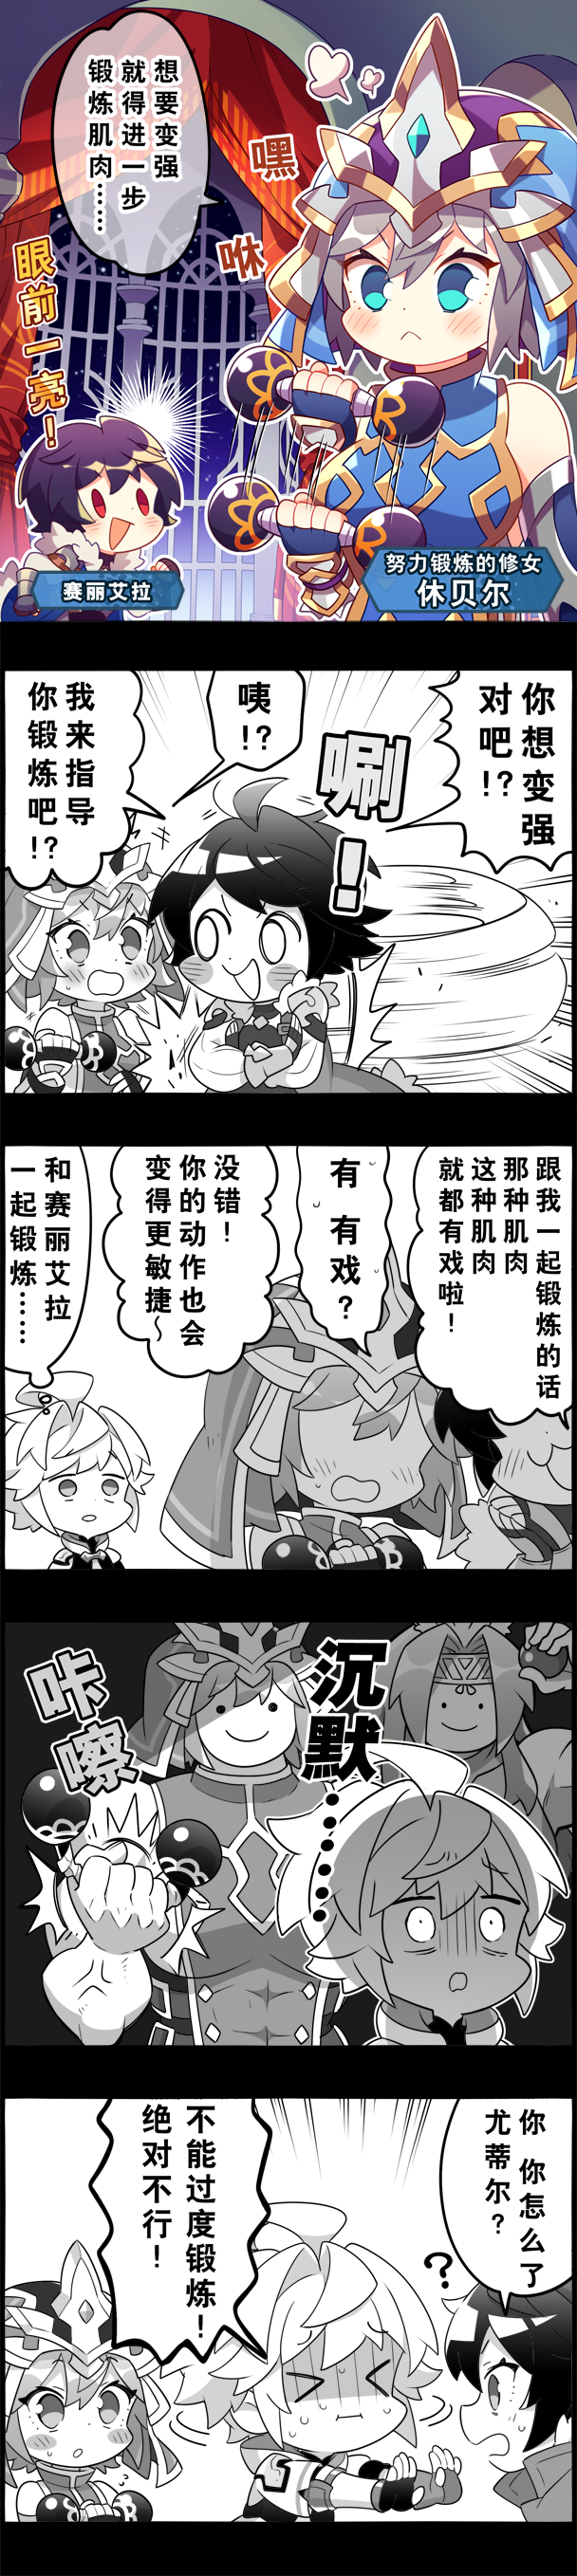 想要变强
就得进一步
锻炼肌肉……
嘿
咻
眼前一亮！
赛丽艾拉
努力锻炼的修女
休贝尔
你想变强
对吧!?
唰！
咦
!?
我来指导
你锻炼吧!?
跟我一起锻炼的话
那种肌肉
这种肌肉
就都有戏啦！
有 有戏？
没错！
你的动作也会
变得更敏捷～
和赛丽艾拉
一起锻炼……
沉默……
咔嚓
你 你怎么了
尤蒂尔？
?
不能过度锻炼！
绝对不行！
??